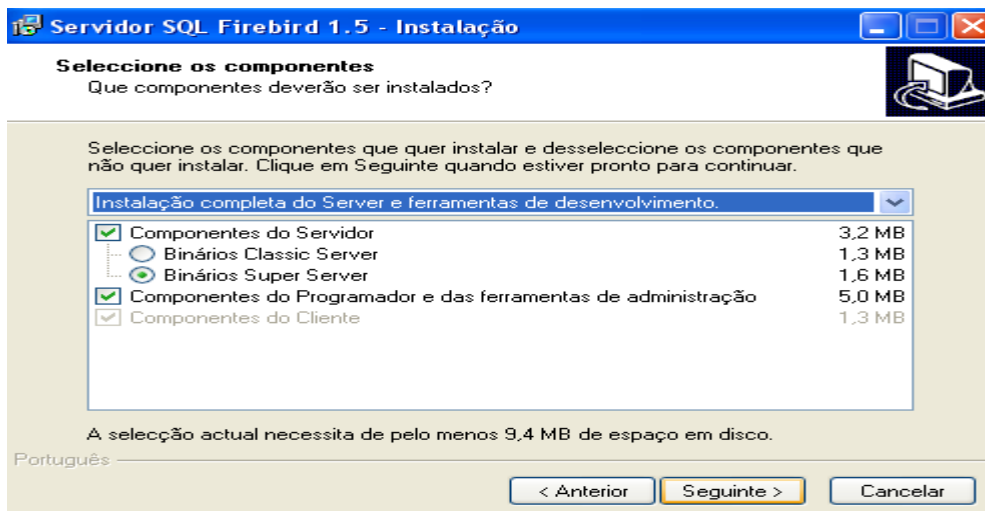 Servidor SQL Firebird 1.5 - Instalação
Seleccione os componentes
Que componentes deverão ser instalados?
Seleccione os componentes que quer instalar e desseleccione os componentes que
não quer instalar. Clique em Seguinte quando estiver pronto para continuar.
Instalação completa do Server e ferramentas de desenvolvimento.
Componentes do Servidor 3,2 MB
Binários Classic Server 1,3 MB
Binários Super Server 1,6 MB
Componentes do Programador e das ferramentas de administração 5,0 MB
Componentes do Cliente 1,3 MB
A selecção actual necessita de pelo menos 9,4 MB de espaço em disco.
Português
< Anterior Seguinte > Cancelar